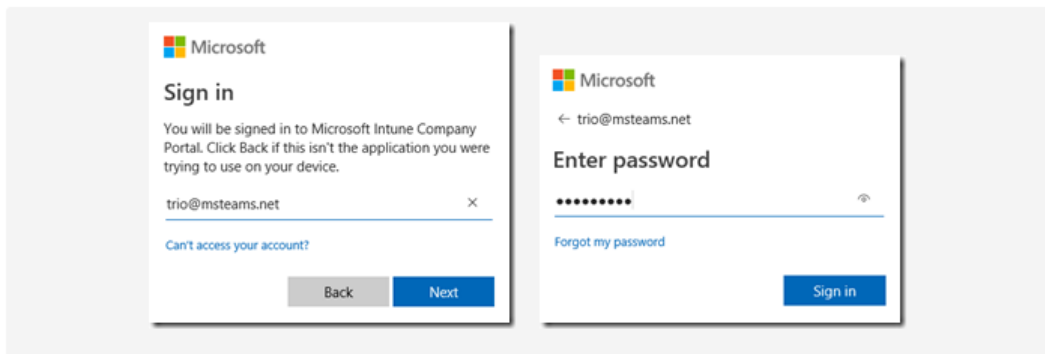 Microsoft
Sign in
You will be signed in to Microsoft Intune Company
Portal. Click Back if this isn't the application you were
trying to use on your device.
trio@msteams.net
Can't access your account?
Back
Next
Microsoft
← trio@msteams.net
Enter password
•••••••••
Forgot my password
Sign in